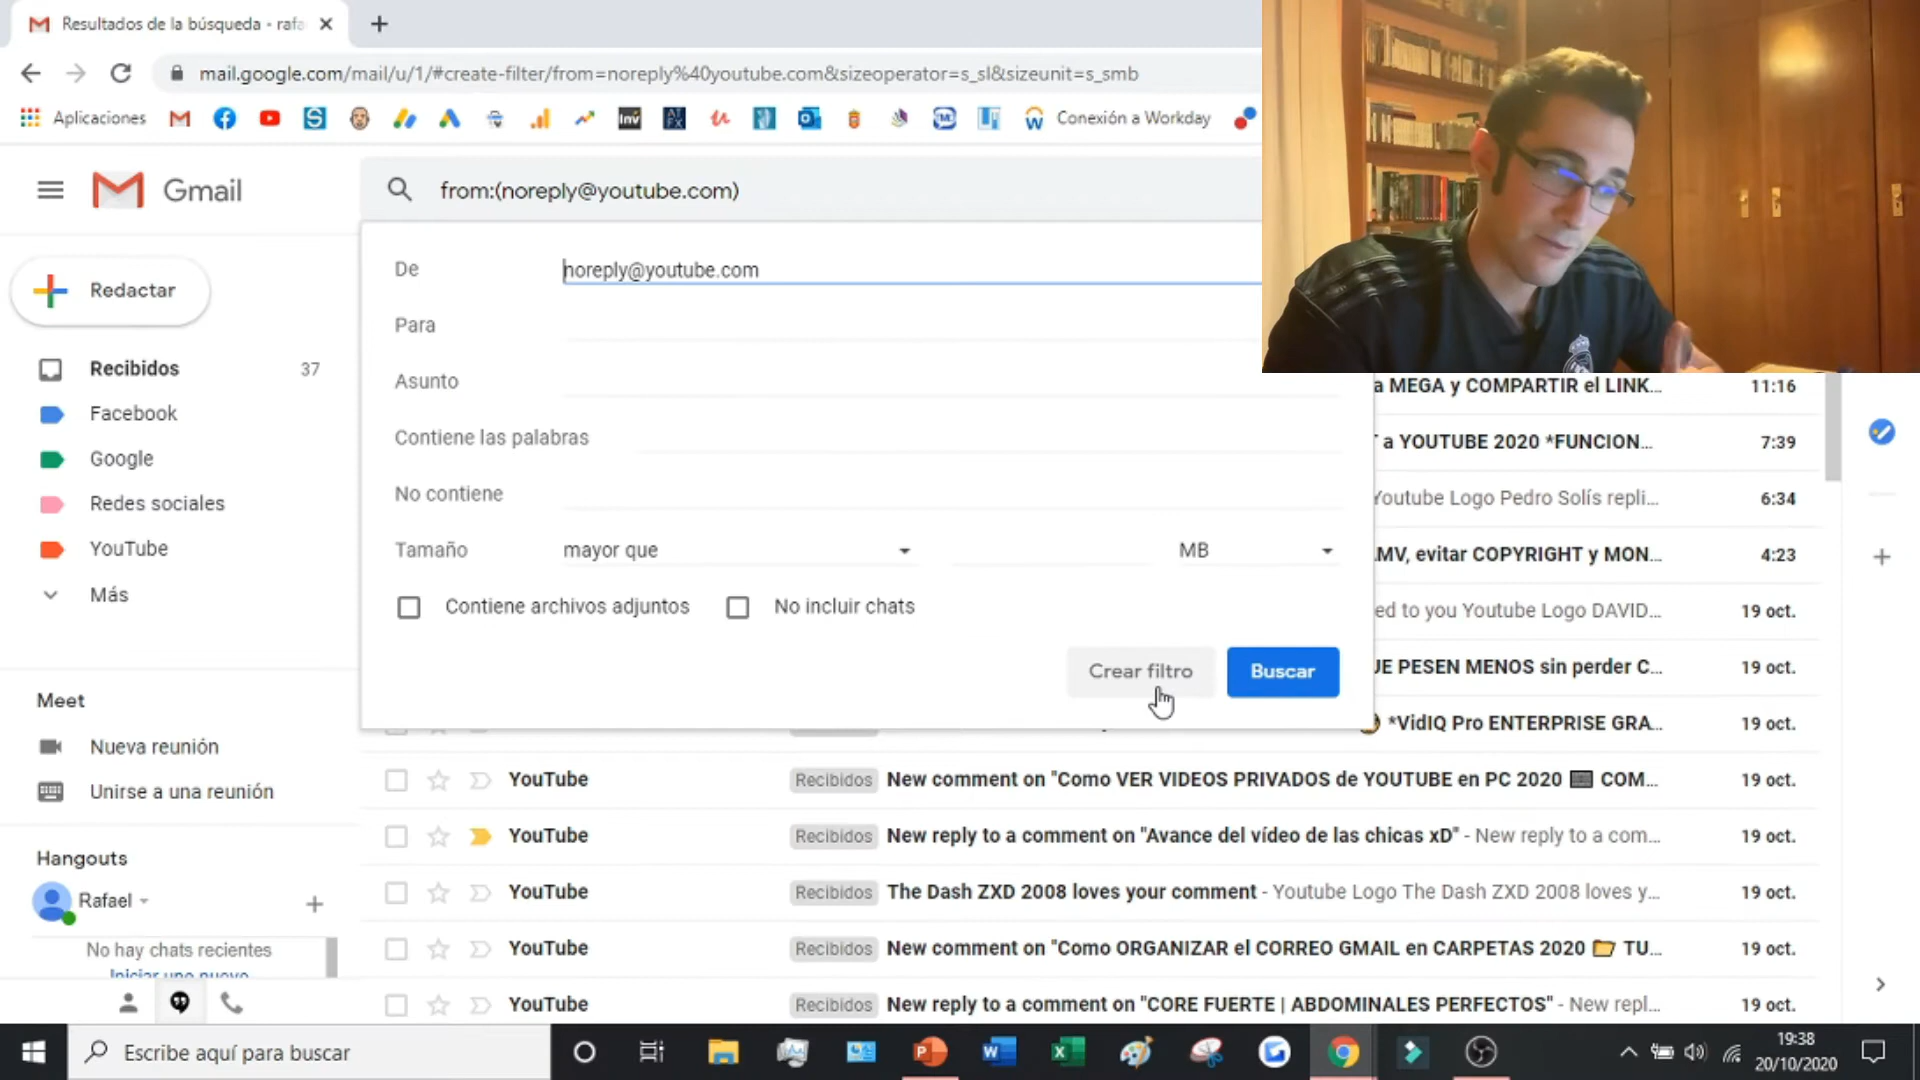 Resultados de la búsqueda - rafa
mail.google.com/mail/u/1/#create-filter/from=noreply%40youtube.com&sizeoperator=s_sl&sizeunit=s_smb
Aplicaciones
Inv
Conexión a Workday
Gmail
from:(noreply@youtube.com)
Redactar
De
noreply@youtube.com
Para
Asunto
Contiene las palabras
No contiene
Tamaño mayor que MB
Contiene archivos adjuntos No incluir chats
Crear filtro Buscar
Recibidos 37
Facebook
Google
Redes sociales
YouTube
Más
Meet
Nueva reunión
Unirse a una reunión
Hangouts
Rafael
No hay chats recientes
Iniciar uno nuevo
a MEGA y COMPARTIR el LINK... 11:16
a YOUTUBE 2020 *FUNCION... 7:39
Youtube Logo Pedro Solís repli... 6:34
MV, evitar COPYRIGHT y MON... 4:23
ed to you Youtube Logo DAVID... 19 oct.
UE PESEN MENOS sin perder C... 19 oct.
*VidIQ Pro ENTERPRISE GRA... 19 oct.
YouTube Recibidos New comment on "Como VER VIDEOS PRIVADOS de YOUTUBE en PC 2020 COM... 19 oct.
YouTube Recibidos New reply to a comment on "Avance del vídeo de las chicas xD" - New reply to a com... 19 oct.
YouTube Recibidos The Dash ZXD 2008 loves your comment - Youtube Logo The Dash ZXD 2008 loves y... 19 oct.
YouTube Recibidos New comment on "Como ORGANIZAR el CORREO GMAIL en CARPETAS 2020 TU... 19 oct.
YouTube Recibidos New reply to a comment on "CORE FUERTE | ABDOMINALES PERFECTOS" - New repl... 19 oct.
Escribe aquí para buscar
19:38
20/10/2020